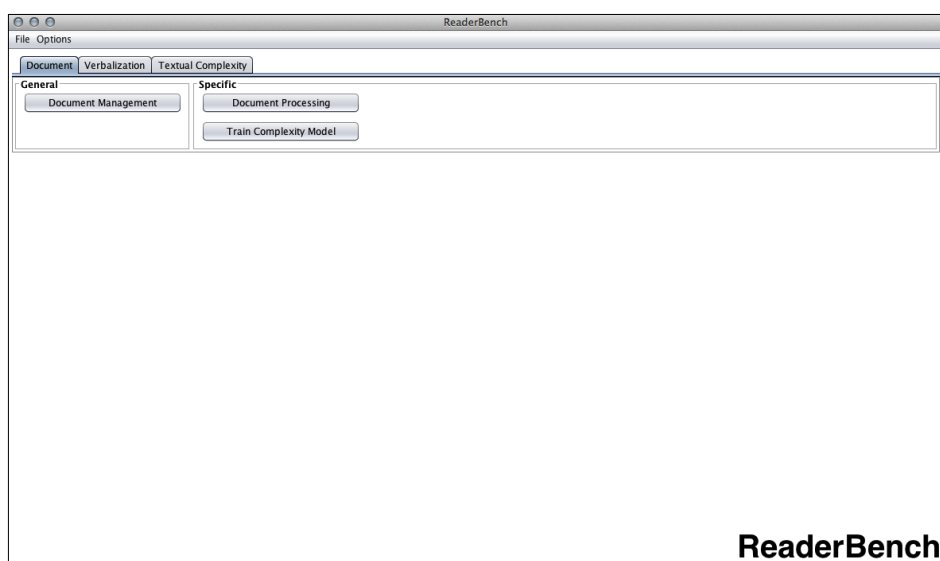 ReaderBench
File Options
Document Verbalization Textual Complexity
General Specific
Document Management Document Processing
Train Complexity Model
ReaderBench